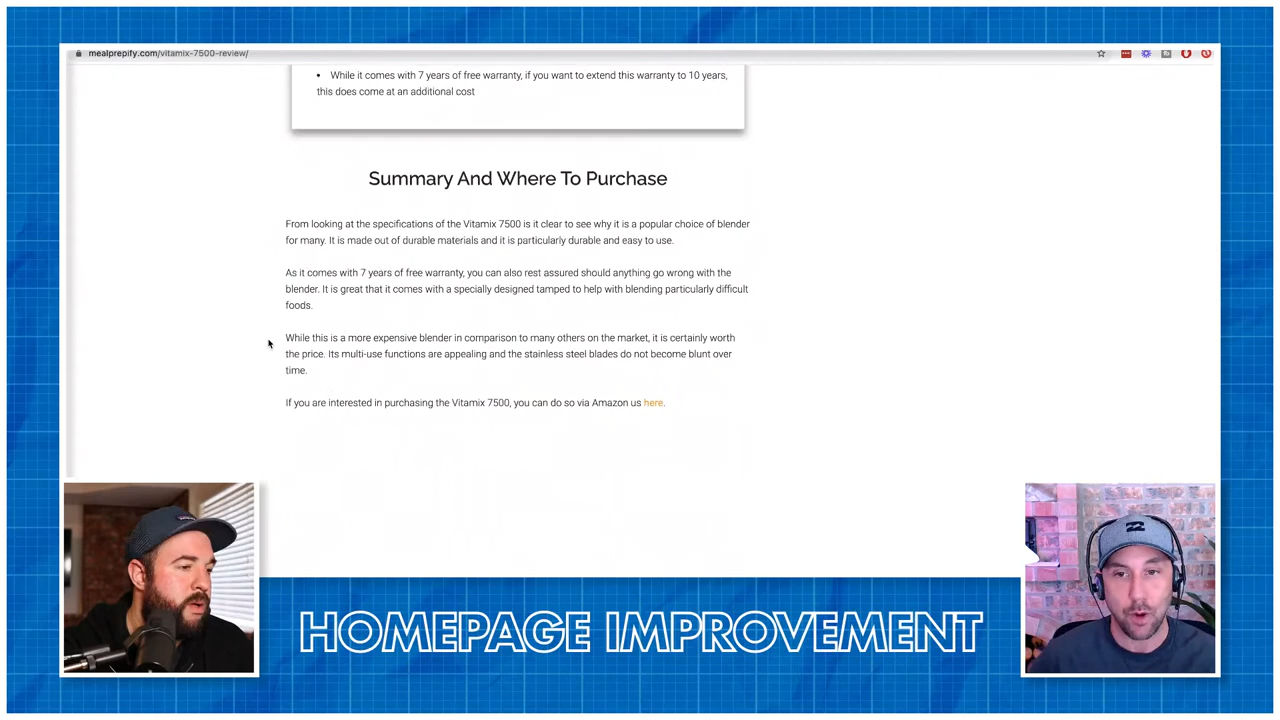 mealprepify.com/vitamix-7500-review/
• While it comes with 7 years of free warranty, if you want to extend this warranty to 10 years,
this does come at an additional cost
Summary And Where To Purchase
From looking at the specifications of the Vitamix 7500 is it clear to see why it is a popular choice of blender
for many. It is made out of durable materials and it is particularly durable and easy to use.
As it comes with 7 years of free warranty, you can also rest assured should anything go wrong with the
blender. It is great that it comes with a specially designed tamped to help with blending particularly difficult
foods.
While this is a more expensive blender in comparison to many others on the market, it is certainly worth
the price. Its multi-use functions are appealing and the stainless steel blades do not become blunt over
time.
If you are interested in purchasing the Vitamix 7500, you can do so via Amazon us here.
HOMEPAGE IMPROVEMENT